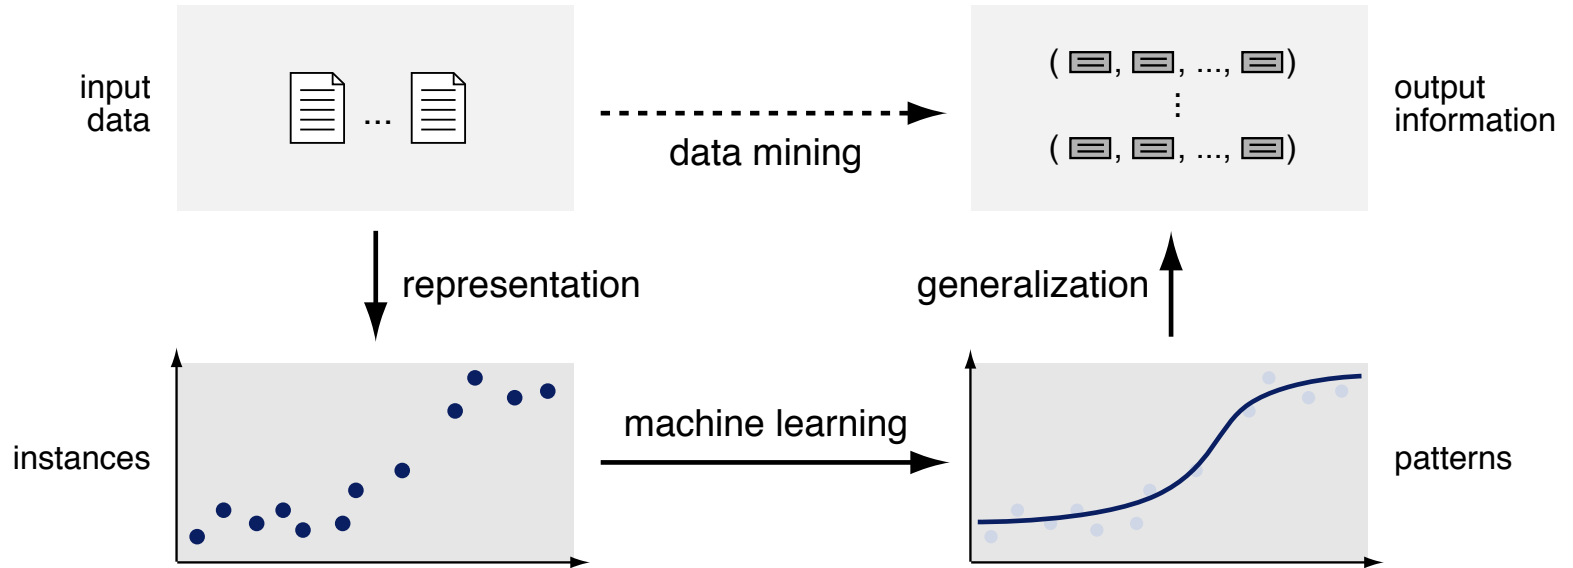 input
data
...
data mining
( , , ..., )
⋮
( , , ..., )
output
information
representation
generalization
instances
machine learning
patterns